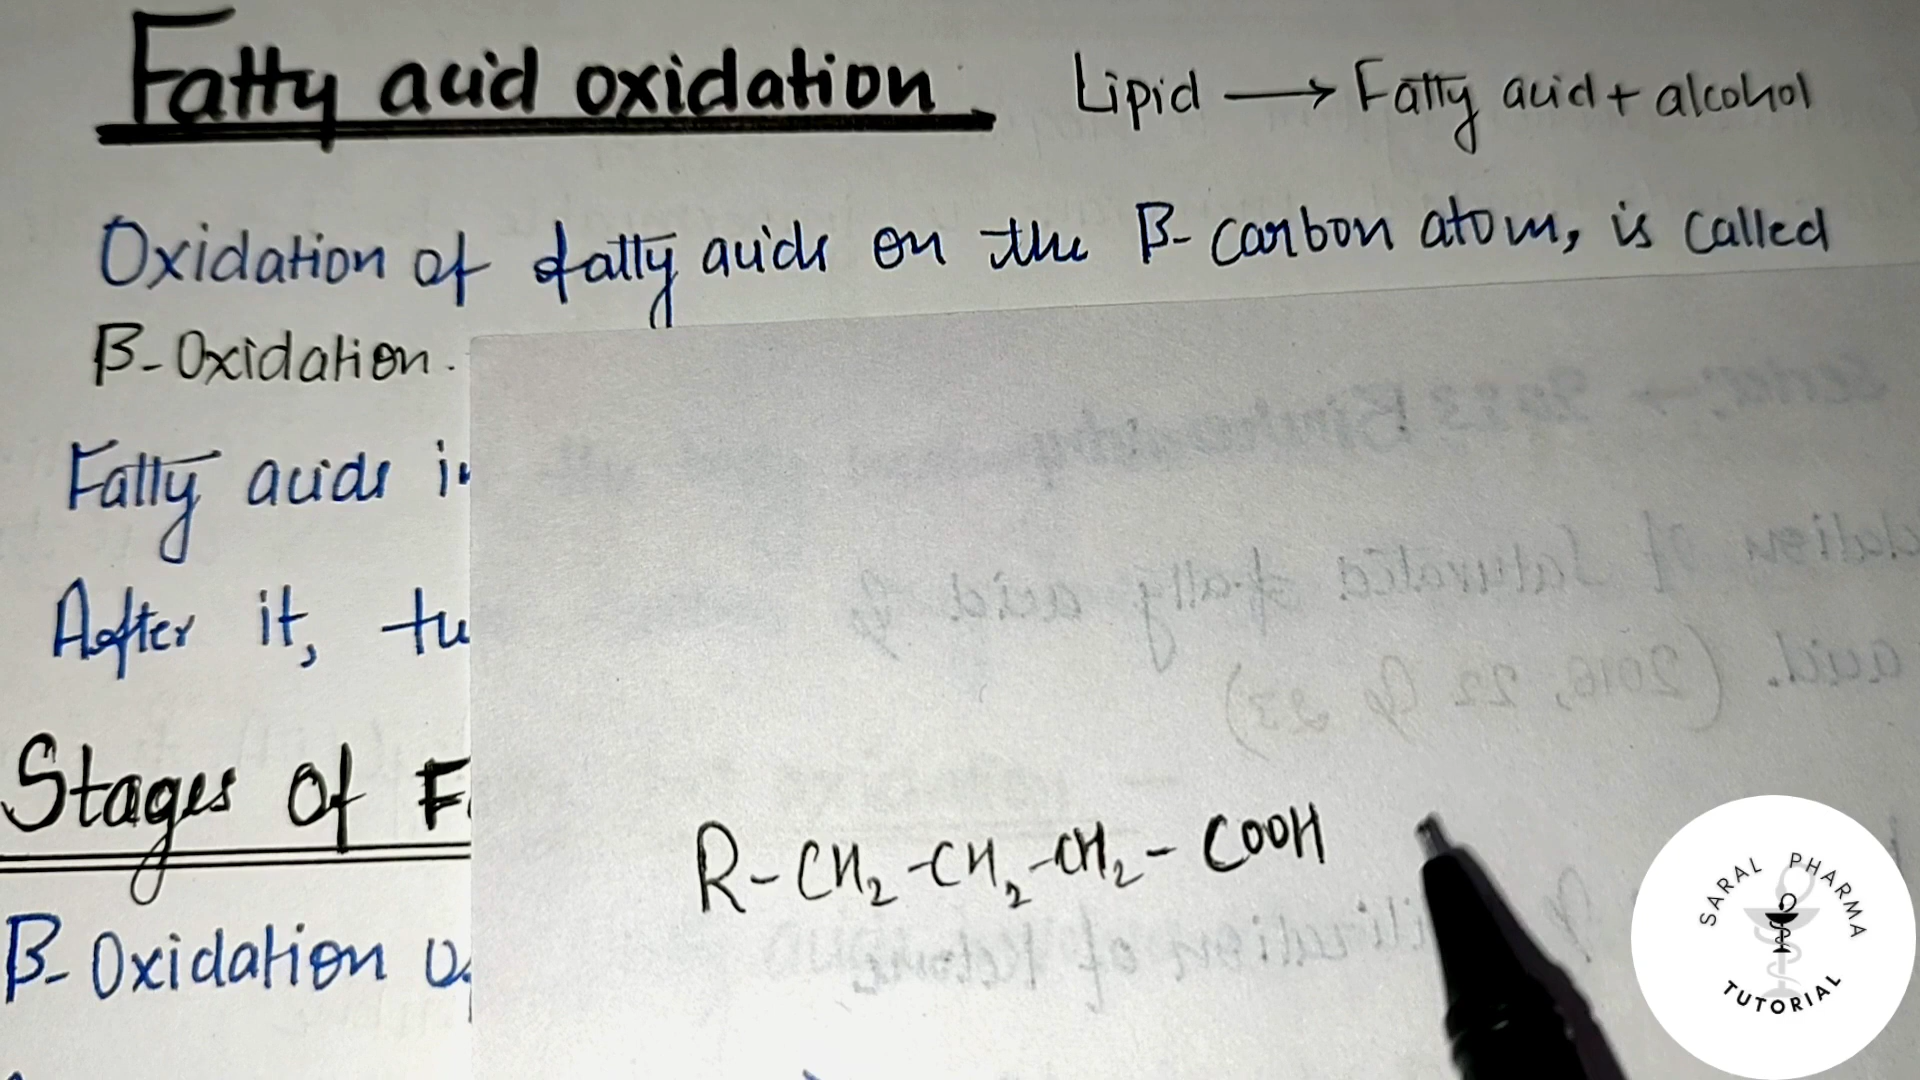 Fatty acid oxidation. Lipid → Fatty acid + alcohol
Oxidation of fatty acids on the β-carbon atom, is called
β-Oxidation.
Fatty acids
After it,
Stages of
β-Oxidation
R-CH₂-CH₂-CH₂-COOH
SARAL PHARMA
TUTORIAL